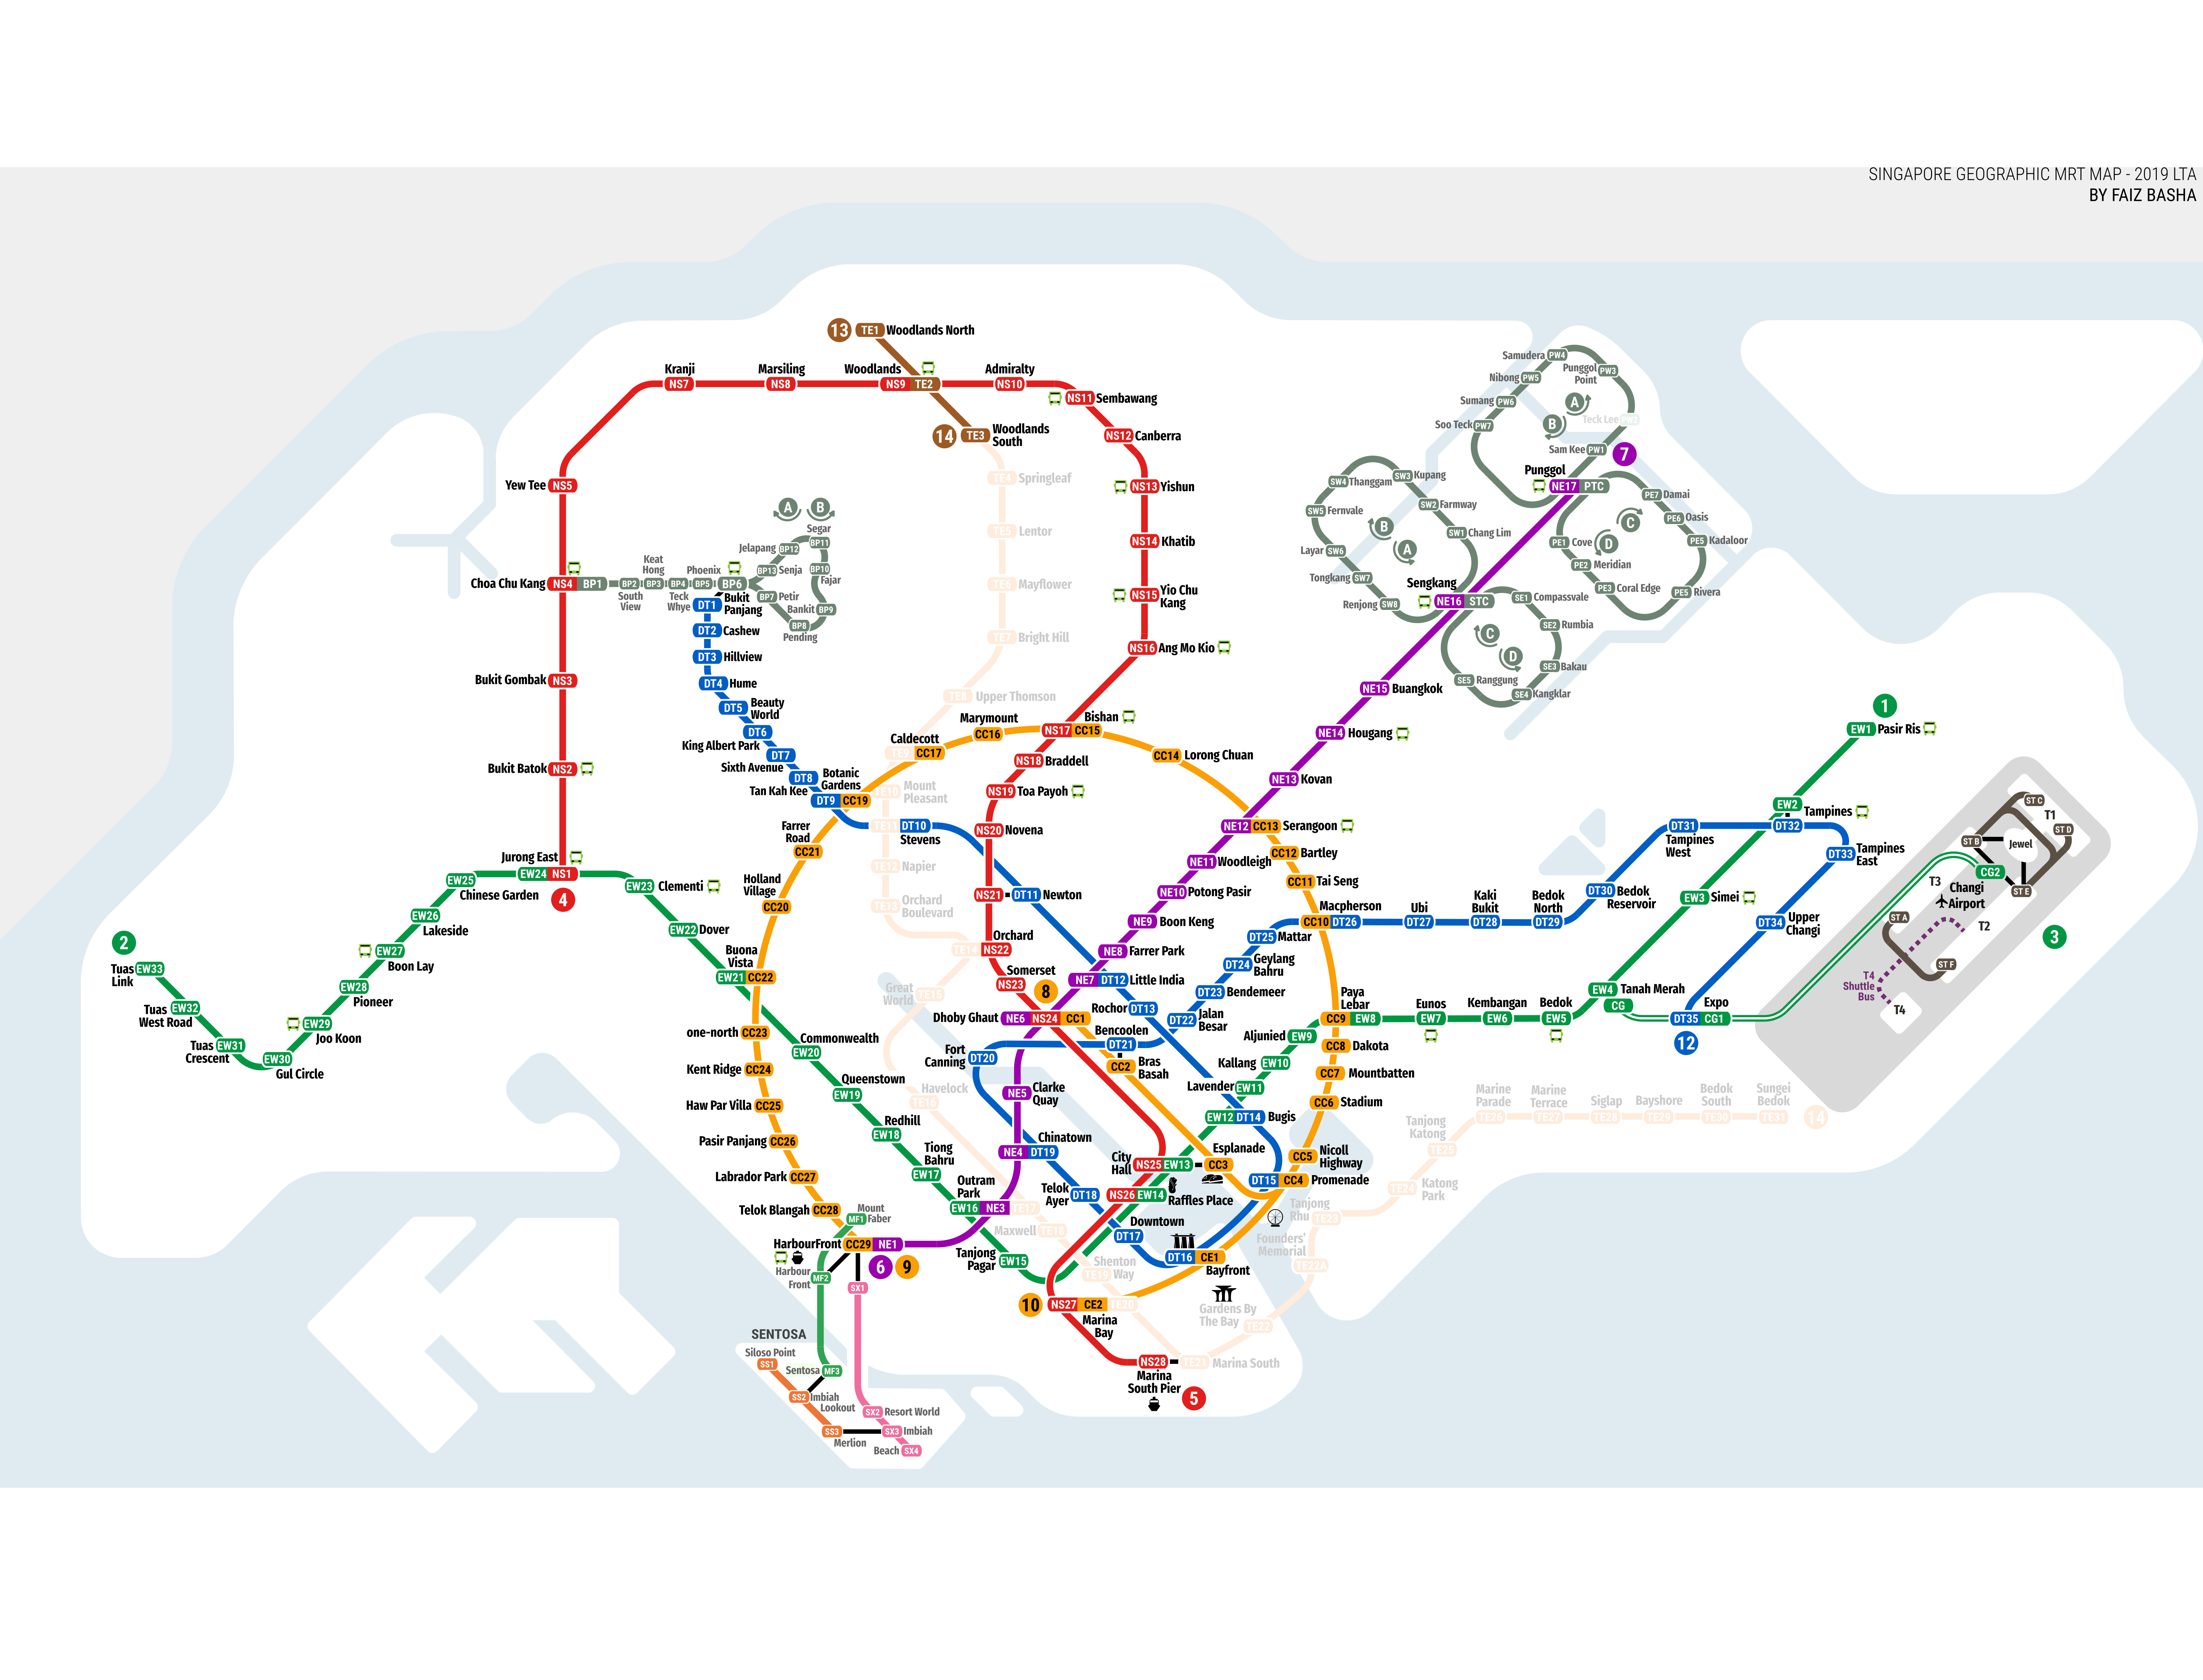 SINGAPORE GEOGRAPHIC MRT MAP - 2019 LTA
BY FAIZ BASHA
13 TE1 Woodlands North
Kranji
NS7
Marsiling
NS8
Woodlands
NS9 TE2
Admiralty
NS10
NS11 Sembawang
14 TE3 Woodlands
South
NS12 Canberra
TE4 Springleaf
NS13 Yishun
TE5 Lentor
NS14 Khatib
TE6 Mayflower
NS15 Yio Chu
Kang
TE7 Bright Hill
NS16 Ang Mo Kio
TE8 Upper Thomson
Yew Tee NS5
Choa Chu Kang NS4 BP1
BP2
South
View
Keat
Hong
BP3
BP4
Teck
Whye
Phoenix
BP5
BP6
A B
Segar
BP11
Jelapang BP12
BP13 Senja
BP10
Fajar
BP7 Petir
Bankit BP9
BP8
Pending
DT1 Bukit
Panjang
DT2 Cashew
DT3 Hillview
DT4 Hume
DT5 Beauty
World
DT6
King Albert Park
DT7
Sixth Avenue
DT8
Tan Kah Kee
Botanic
Gardens
DT9 CC19
Bukit Gombak NS3
Bukit Batok NS2
Jurong East
EW24 NS1
4
Samudera PW4
Punggol
Point
PW3
Nibong PW5
Sumang PW6
A
B
Teck Lee PW2
Soo Teck PW7
Sam Kee PW1
7
Punggol
NE17 PTC
SW4 Thanggam
SW3 Kupang
SW5 Fernvale
SW2 Farmway
B
A
SW1 Chang Lim
Layar SW6
Tongkang SW7
Renjong SW8
Sengkang
NE16 STC
PE7 Damai
PE6 Oasis
C
D
PE5 Kadaloor
PE1 Cove
PE2 Meridian
PE3 Coral Edge
PE5 Rivera
SE1 Compassvale
SE2 Rumbia
C
D
SE3 Bakau
SE5 Ranggung
SE4 Kangklar
NE15 Buangkok
NE14 Hougang
NE13 Kovan
Marymount
CC16
Bishan
NS17 CC15
Caldecott
TE9 CC17
CC14 Lorong Chuan
NS18 Braddell
NS19 Toa Payoh
NS20 Novena
TE10 Mount
Pleasant
TE11 DT10
Stevens
TE12 Napier
TE13 Orchard
Boulevard
NE12 CC13 Serangoon
NE11 Woodleigh
CC12 Bartley
NE10 Potong Pasir
CC11 Tai Seng
NS21 DT11 Newton
NE9 Boon Keng
Macpherson
CC10 DT26
Ubi
DT27
Kaki
Bukit
DT28
Bedok
North
DT29
DT30 Bedok
Reservoir
DT31
Tampines
West
EW2
Tampines
DT32
DT33 Tampines
East
DT34 Upper
Changi
1
EW1 Pasir Ris
EW3 Simei
EW4 Tanah Merah
CG
Expo
DT35 CG1
12
ST C
T1
ST D
ST B
Jewel
CG2
ST E
T3
Changi
Airport
ST A
T2
ST F
T4
Shuttle
Bus
T4
3
2
Tuas
Link
EW33
Tuas
West Road
EW32
Tuas
Crescent
EW31
EW30
Gul Circle
EW29
Joo Koon
EW28
Pioneer
EW27
Boon Lay
EW26
Lakeside
EW25
Chinese Garden
EW23 Clementi
EW22 Dover
Buona
Vista
EW21 CC22
Farrer
Road
CC21
Holland
Village
CC20
one-north CC23
Kent Ridge CC24
Haw Par Villa CC25
Pasir Panjang CC26
Labrador Park CC27
Telok Blangah CC28
Commonwealth
EW20
Queenstown
EW19
Redhill
EW18
Tiong
Bahru
EW17
Outram
Park
EW16 NE3 TE17
Orchard
TE14 NS22
Somerset
NS23
8
Great
World
TE15
Dhoby Ghaut NE6 NS24 CC1
Havelock
TE16
NE8 Farrer Park
NE7 DT12 Little India
Rochor DT13
DT25 Mattar
DT24 Geylang
Bahru
DT23 Bendemeer
DT22 Jalan
Besar
Bencoolen
DT21
CC2 Bras
Basah
Fort
Canning
DT20
NE5 Clarke
Quay
Chinatown
NE4 DT19
Telok
Ayer
DT18
Paya
Lebar
CC9 EW8
Eunos
EW7
Kembangan
EW6
Bedok
EW5
Aljunied EW9
CC8 Dakota
Kallang EW10
CC7 Mountbatten
Lavender EW11
CC6 Stadium
EW12 DT14 Bugis
CC5 Nicoll
Highway
DT15 CC4 Promenade
Esplanade
CC3
City
Hall
NS25 EW13
NS26 EW14
Raffles Place
Downtown
DT17
DT16 CE1
Bayfront
Maxwell TE18
Shenton
Way
TE19
Tanjong
Pagar
EW15
10 NS27 CE2 TE20
Marina
Bay
NS28 TE21 Marina South
Marina
South Pier
5
Gardens By
The Bay
TE22
Founders'
Memorial
TE22A
Tanjong
Rhu
TE23
TE24 Katong
Park
Tanjong
Katong
TE25
Marine
Parade
TE26
Marine
Terrace
TE27
Siglap
TE28
Bayshore
TE29
Bedok
South
TE30
Sungei
Bedok
TE31
14
Mount
Faber
MF1
HarbourFront CC29 NE1
6 9
Harbour
Front
MF2
SX1
SENTOSA
Siloso Point
SS1
Sentosa MF3
SS2 Imbiah
Lookout
SS3
Merlion
SX2 Resort World
SX3 Imbiah
Beach SX4